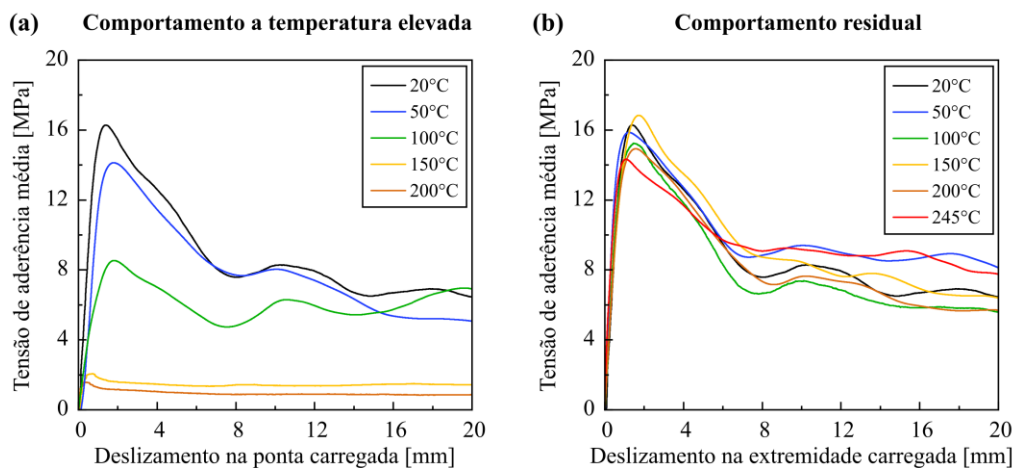 (a) Comportamento a temperatura elevada
Tensão de aderência média [MPa]
20
16
12
8
4
0
20°C
50°C
100°C
150°C
200°C
0 4 8 12 16 20
Deslizamento na ponta carregada [mm]
(b) Comportamento residual
Tensão de aderência média [MPa]
20
16
12
8
4
0
20°C
50°C
100°C
150°C
200°C
245°C
0 4 8 12 16 20
Deslizamento na extremidade carregada [mm]